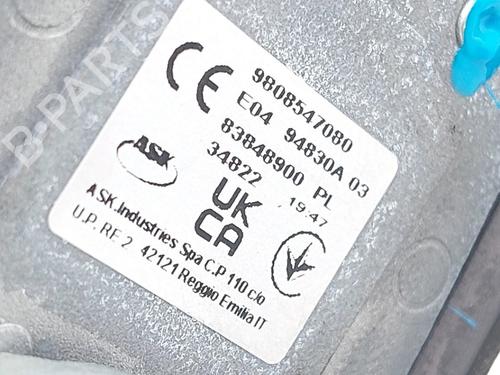 B-PARTS
CE
9808547080
E04 94830A 03
83848900 PL
34822 19:47
ASK
UK
CA
ASK.Industries Spa C.P 110 c/o
U.P. RE 2 42121 Reggio Emilia IT